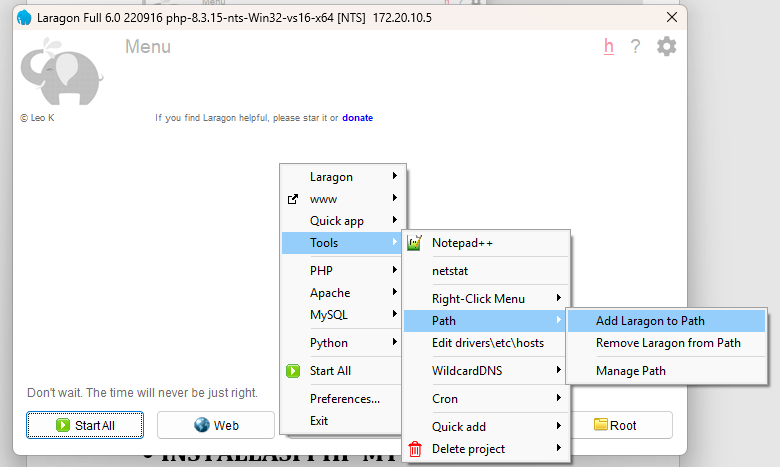 Laragon Full 6.0 220916 php-8.3.15-nts-Win32-vs16-x64 [NTS] 172.20.10.5
Menu
h ?
© Leo K
If you find Laragon helpful, please star it or donate
Laragon
www
Quick app
Tools
PHP
Apache
MySQL
Python
Start All
Preferences...
Exit
Notepad++
netstat
Right-Click Menu
Path
Edit drivers\etc\hosts
WildcardDNS
Cron
Quick add
Delete project
Add Laragon to Path
Remove Laragon from Path
Manage Path
Don't wait. The time will never be just right.
Start All
Web
Root